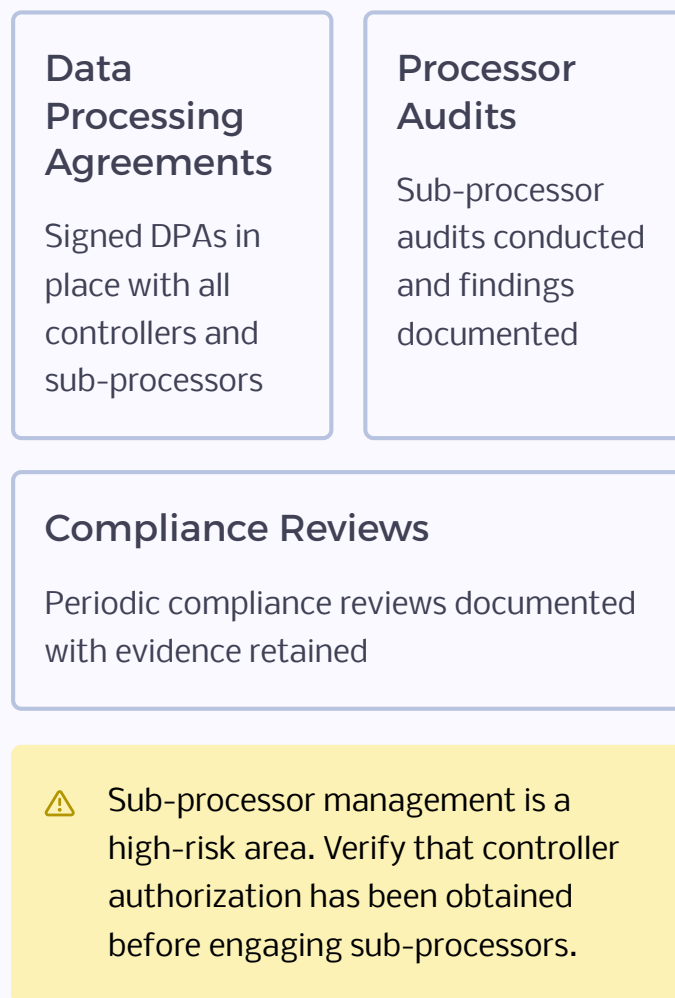 Data
Processing
Agreements
Signed DPAs in
place with all
controllers and
sub-processors
Processor
Audits
Sub-processor
audits conducted
and findings
documented
Compliance Reviews
Periodic compliance reviews documented
with evidence retained
Sub-processor management is a
high-risk area. Verify that controller
authorization has been obtained
before engaging sub-processors.